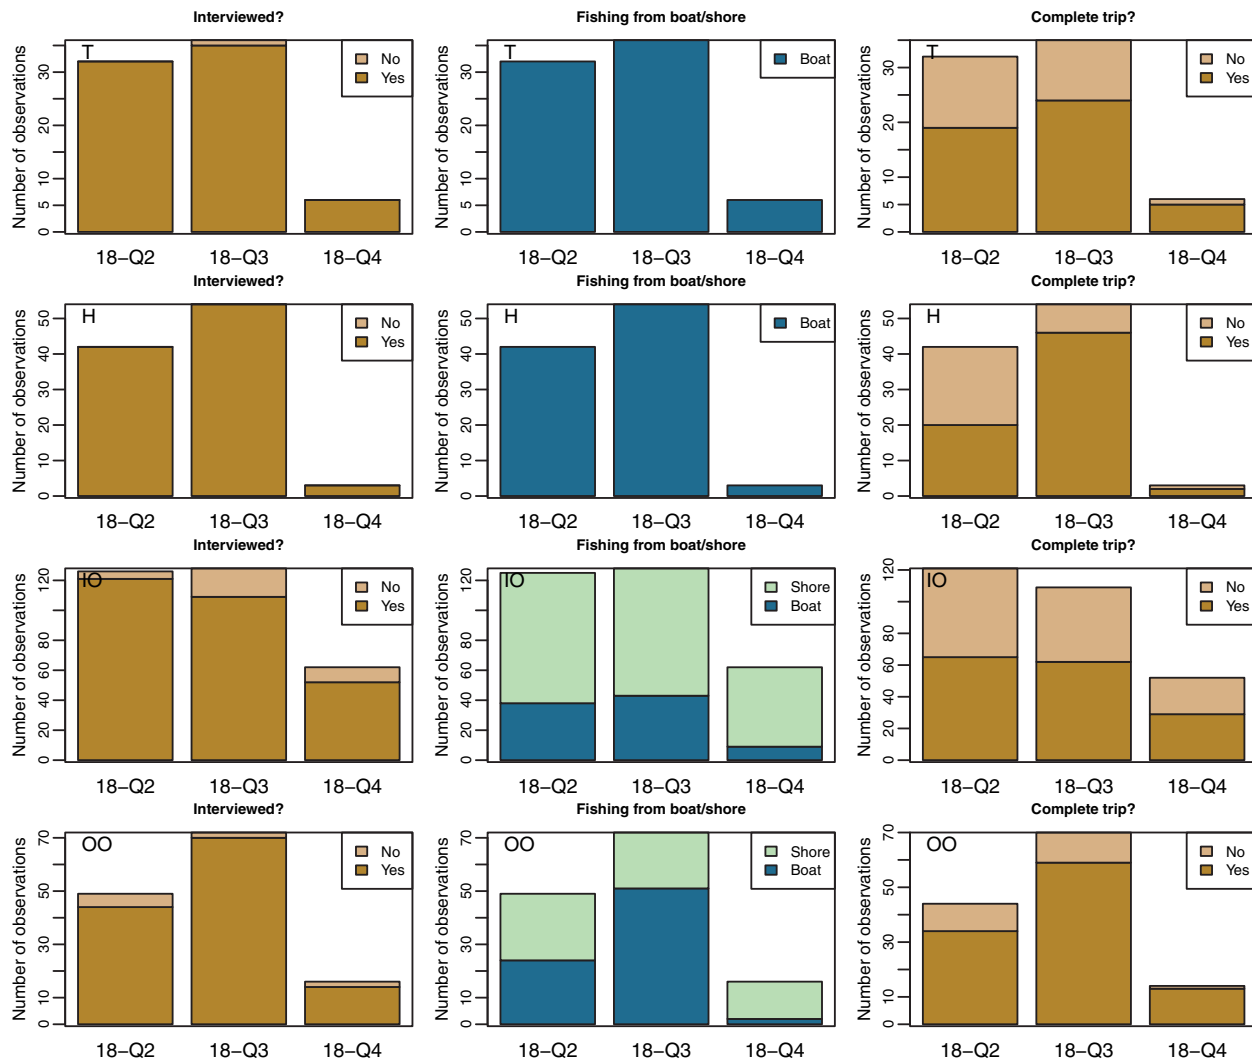 Interviewed? Fishing from boat/shore Complete trip?
Number of observations
0 5 10 20 30
T
No
Yes
18−Q2 18−Q3 18−Q4
Number of observations
0 5 10 20 30
T
Boat
18−Q2 18−Q3 18−Q4
Number of observations
0 5 10 20 30
T
No
Yes
18−Q2 18−Q3 18−Q4
Interviewed? Fishing from boat/shore Complete trip?
Number of observations
0 10 20 30 40 50
H
No
Yes
18−Q2 18−Q3 18−Q4
Number of observations
0 10 20 30 40 50
H
Boat
18−Q2 18−Q3 18−Q4
Number of observations
0 10 20 30 40 50
H
No
Yes
18−Q2 18−Q3 18−Q4
Interviewed? Fishing from boat/shore Complete trip?
Number of observations
0 20 40 60 80 120
IO
No
Yes
18−Q2 18−Q3 18−Q4
Number of observations
0 20 40 60 80 120
IO
Shore
Boat
18−Q2 18−Q3 18−Q4
Number of observations
0 20 40 60 80 120
IO
No
Yes
18−Q2 18−Q3 18−Q4
Interviewed? Fishing from boat/shore Complete trip?
Number of observations
0 10 30 50 70
OO
No
Yes
18−Q2 18−Q3 18−Q4
Number of observations
0 10 30 50 70
OO
Shore
Boat
18−Q2 18−Q3 18−Q4
Number of observations
0 10 30 50 70
OO
No
Yes
18−Q2 18−Q3 18−Q4